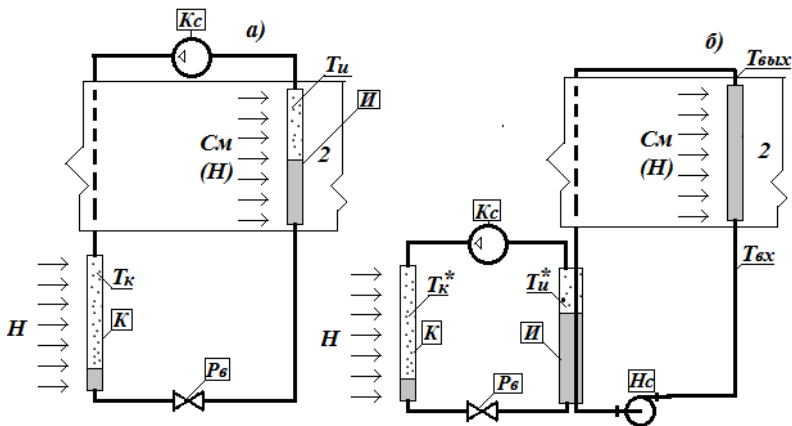 Кс
а)
б)
Ти
Твых
И
См
(Н)
2
См
(Н)
2
Кс
Твх
Тк
Тк*
Ти*
Н
К
Н
К
И
Рв
Рв
Нс